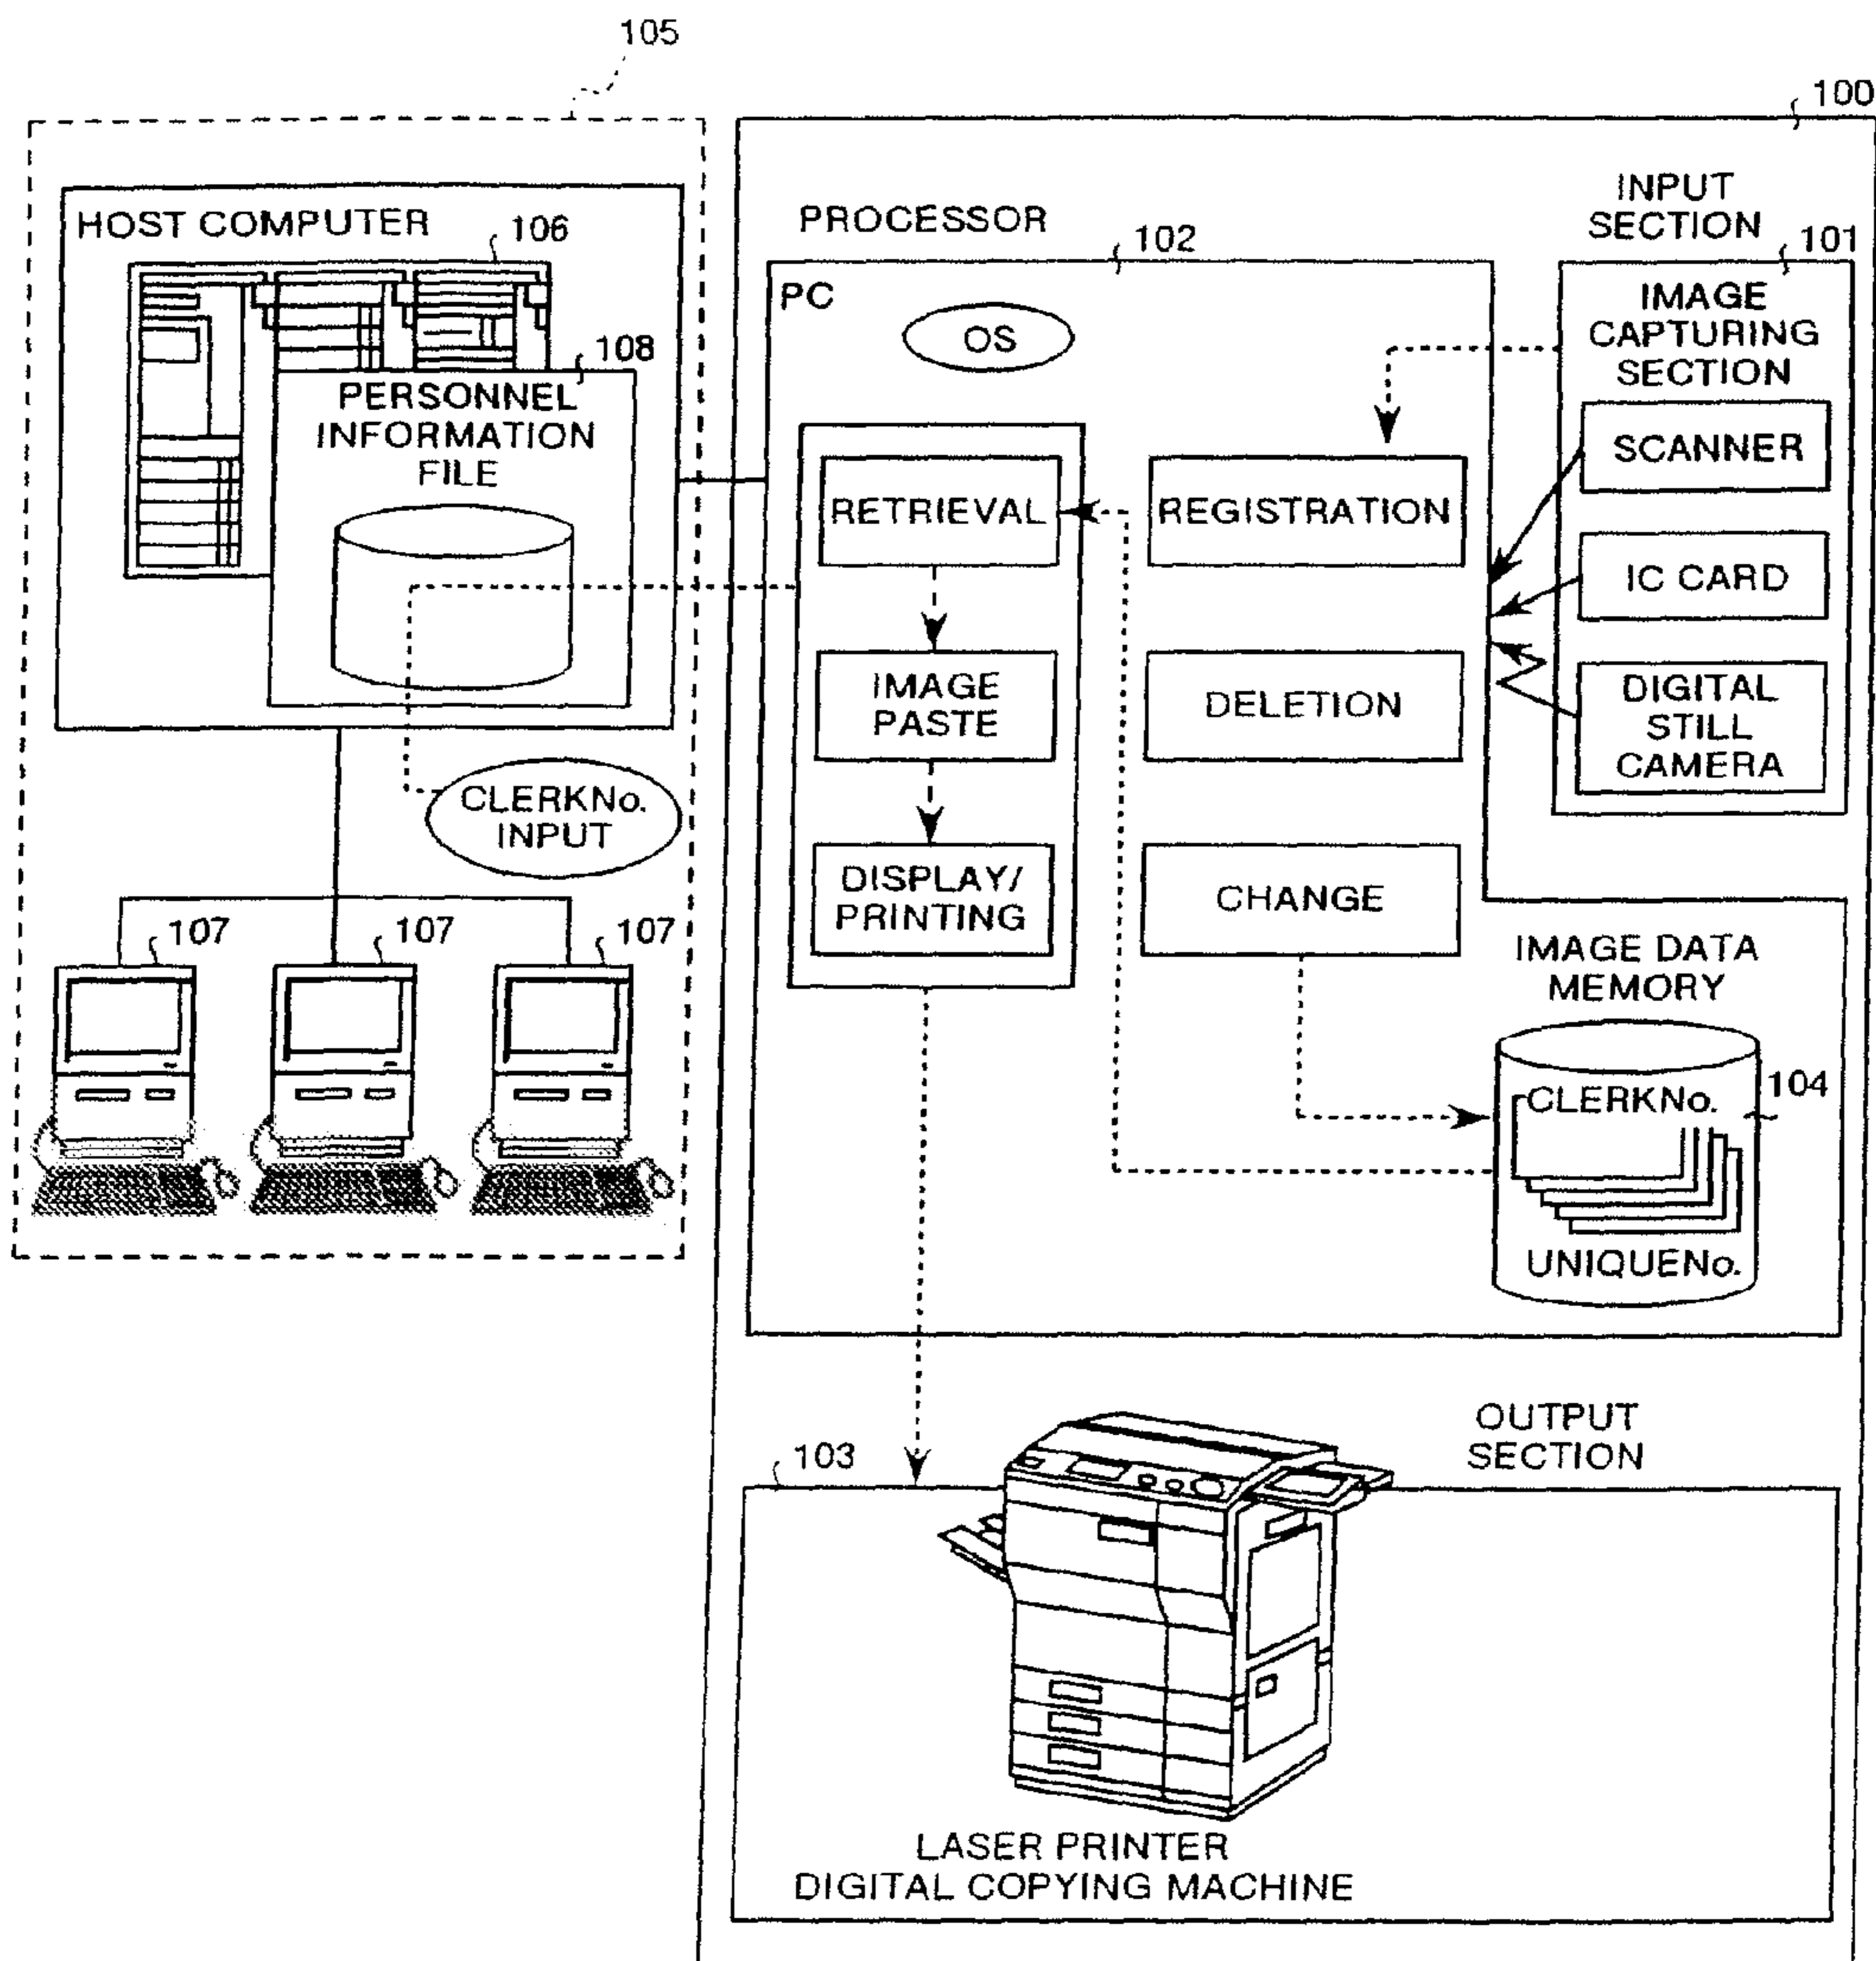 105
100
HOST COMPUTER
106
108
PERSONNEL
INFORMATION
FILE
CLERKNo.
INPUT
107
107
107
PROCESSOR
102
PC
OS
RETRIEVAL
IMAGE
PASTE
DISPLAY/
PRINTING
REGISTRATION
DELETION
CHANGE
INPUT
SECTION
101
IMAGE
CAPTURING
SECTION
SCANNER
IC CARD
DIGITAL
STILL
CAMERA
IMAGE DATA
MEMORY
CLERKNo.
104
UNIQUENo.
OUTPUT
SECTION
103
LASER PRINTER
DIGITAL COPYING MACHINE